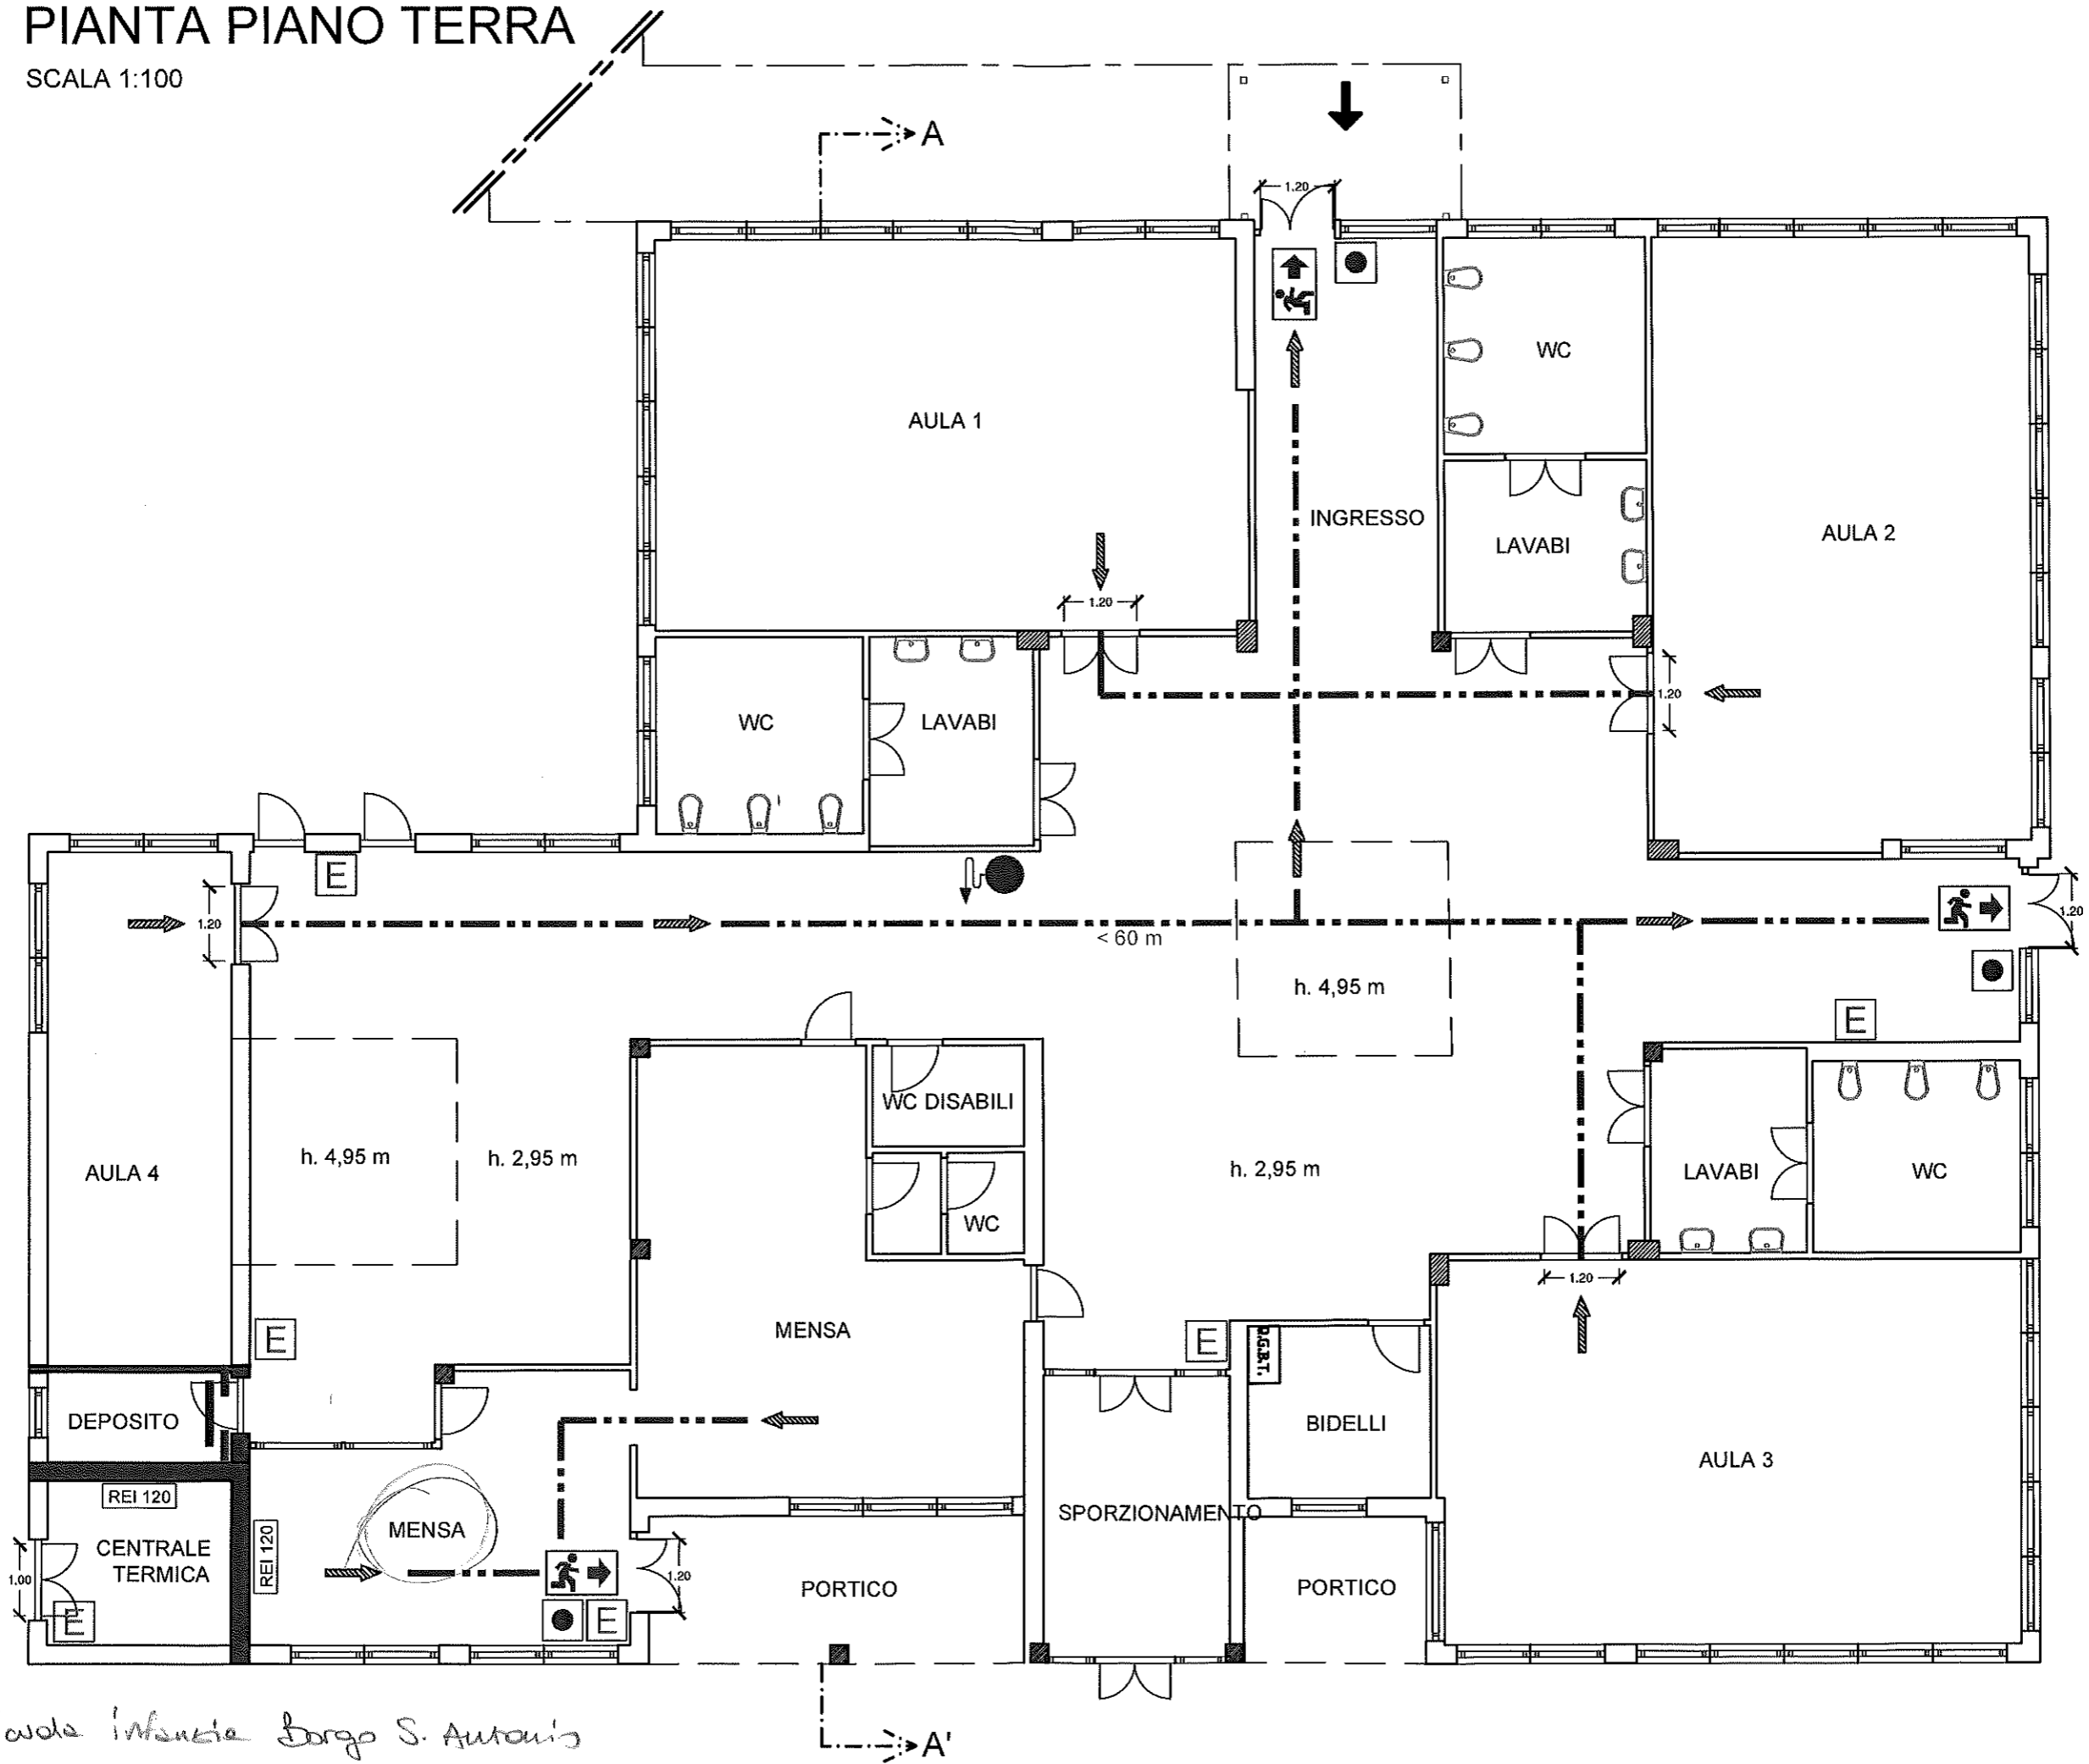 PIANTA PIANO TERRA
SCALA 1:100
A
1.20
AULA 1
WC
INGRESSO
LAVABI
AULA 2
1.20
1.20
WC
LAVABI
E
1.20
< 60 m
1.20
h. 4,95 m
E
WC DISABILI
AULA 4
h. 4,95 m
h. 2,95 m
h. 2,95 m
LAVABI
WC
WC
1.20
MENSA
E
E
Q.G.B.T.
DEPOSITO
BIDELLI
AULA 3
REI 120
SPORZIONAMENTO
MENSA
REI 120
CENTRALE
TERMICA
1.00
1.20
PORTICO
PORTICO
E
E
infanzia Borgo S. Antonio
A'